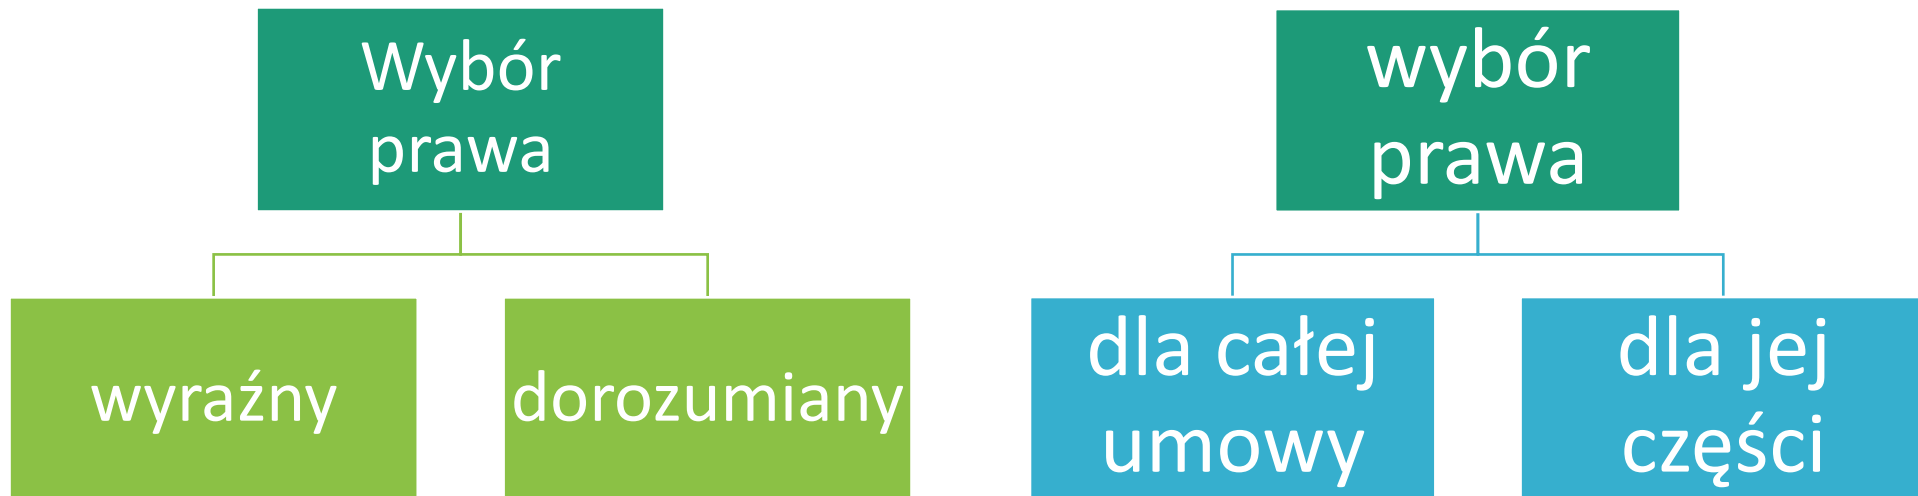 Wybór
prawa
wyraźny
dorozumiany
wybór
prawa
dla całej
umowy
dla jej
części